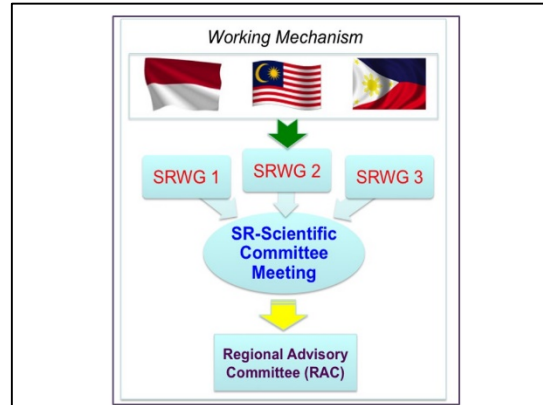 Working Mechanism
SRWG 1
SRWG 2
SRWG 3
SR-Scientific
Committee
Meeting
Regional Advisory
Committee (RAC)